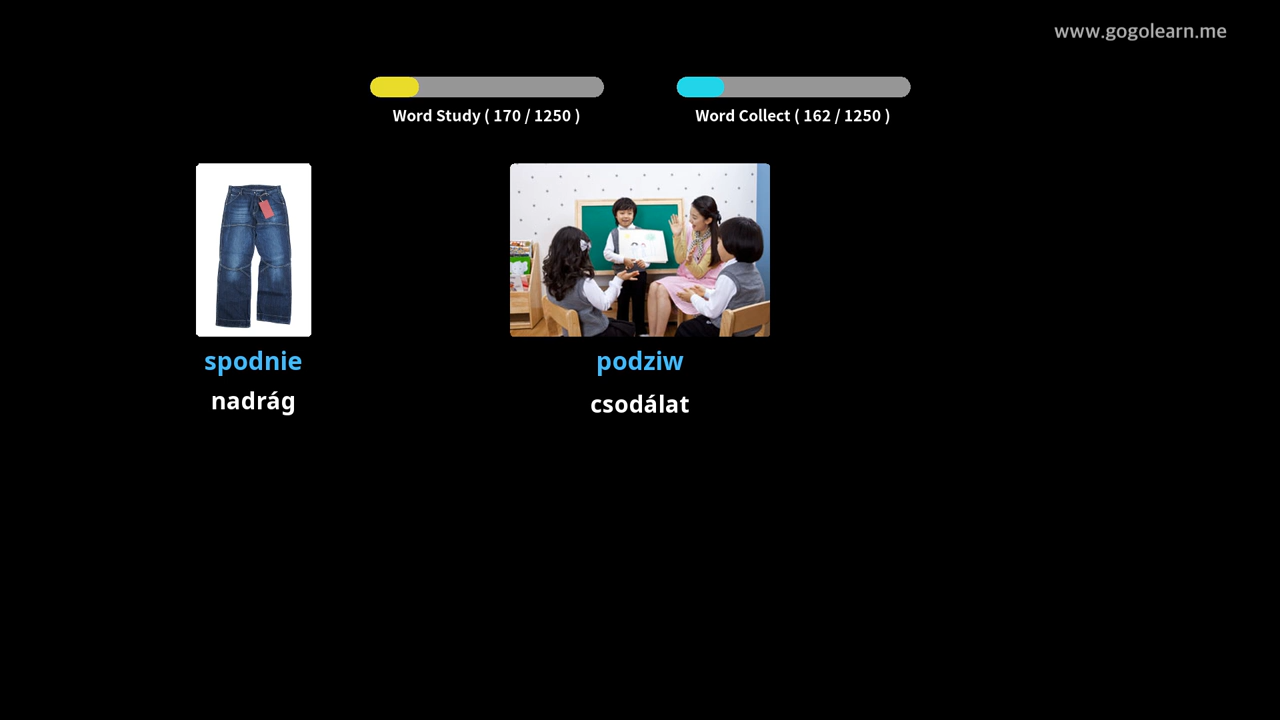 www.gogolearn.me
Word Study ( 170 / 1250 )
Word Collect ( 162 / 1250 )
spodnie
nadrág
podziw
csodálat